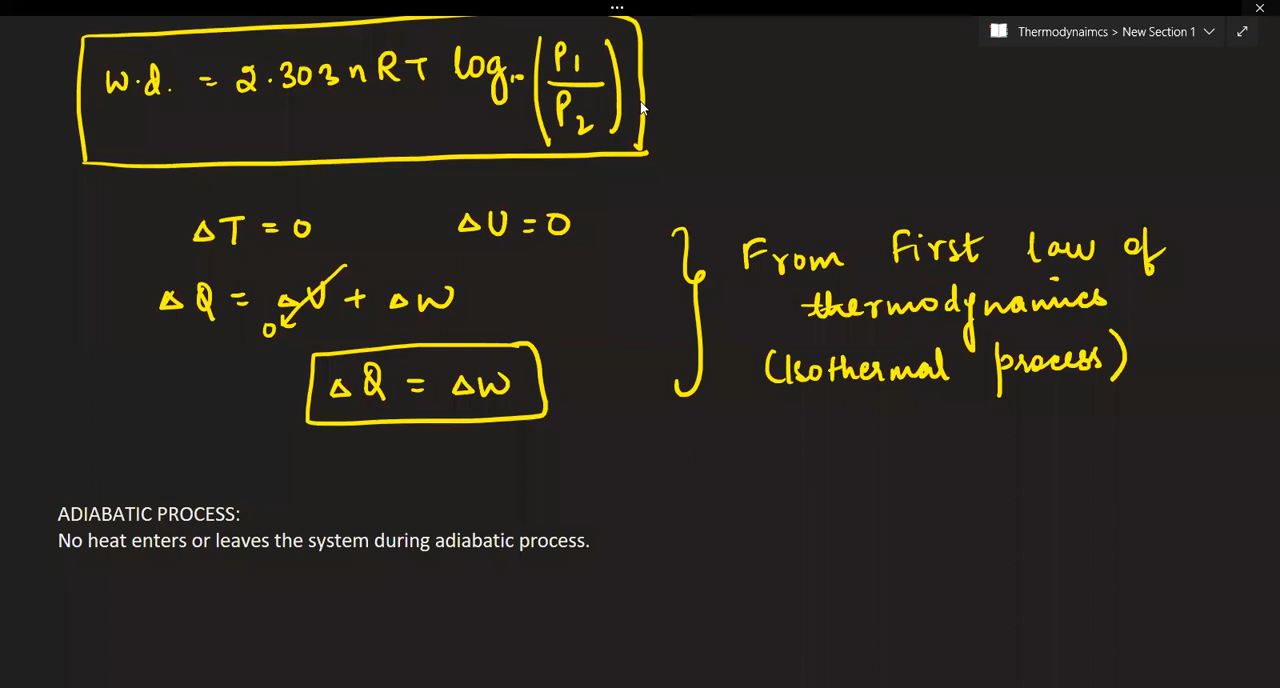 Thermodynaimcs > New Section 1
w.d. = 2.303 n R T log₁₀ (P₁/P₂)
ΔT = 0    ΔU = 0
ΔQ = ΔU + ΔW
0
ΔQ = ΔW
From First law of
thermodynamics
(Isothermal process)
ADIABATIC PROCESS:
No heat enters or leaves the system during adiabatic process.